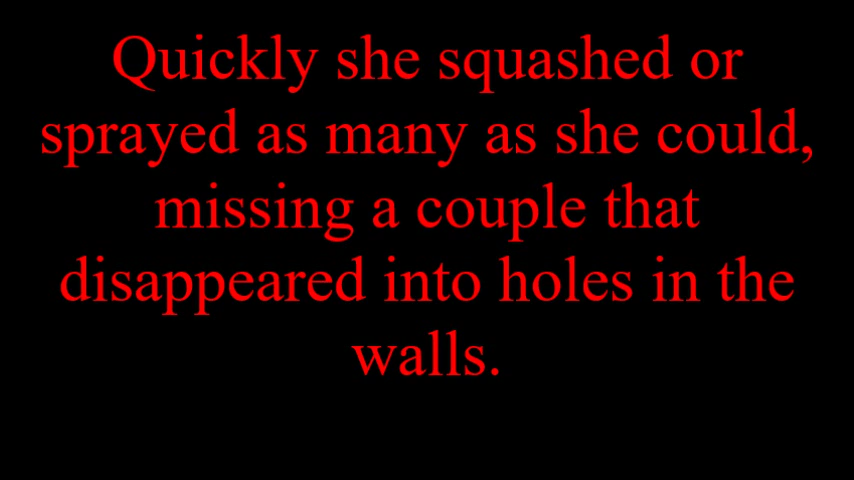 Quickly she squashed or
sprayed as many as she could,
missing a couple that
disappeared into holes in the
walls.